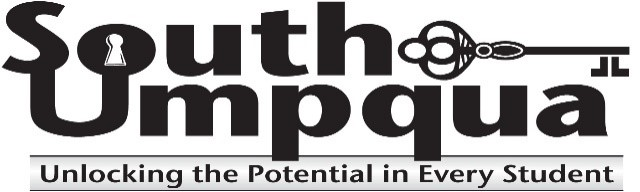 South
Umpqua
Unlocking the Potential in Every Student